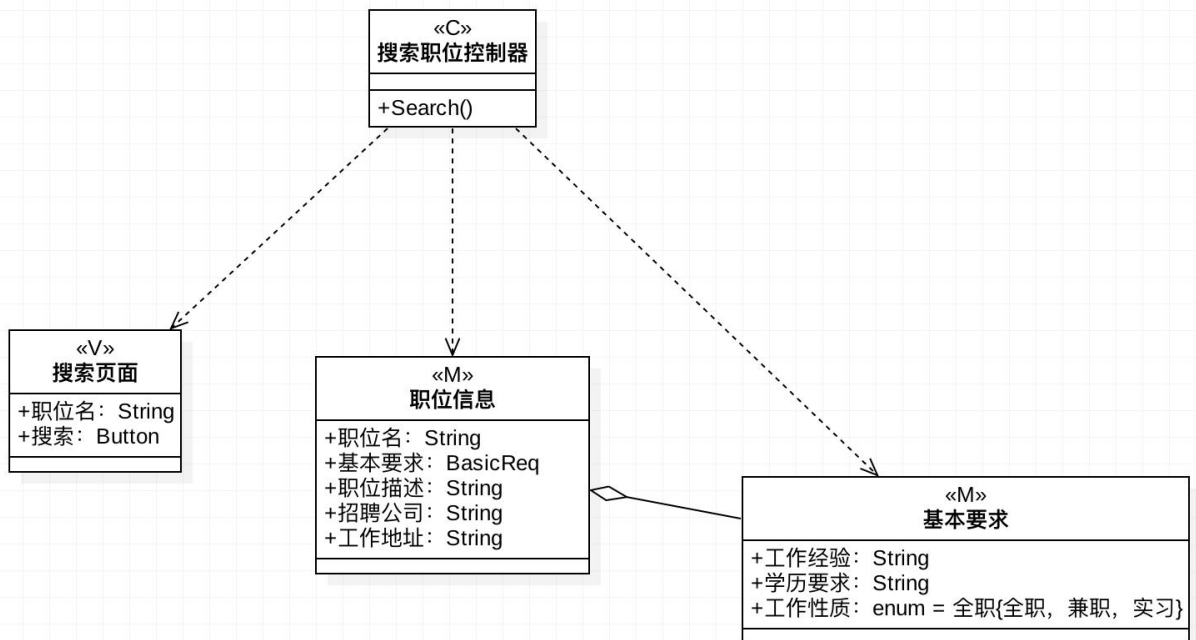 «C»
搜索职位控制器
+Search()
«V»
搜索页面
+职位名：String
+搜索：Button
«M»
职位信息
+职位名：String
+基本要求：BasicReq
+职位描述：String
+招聘公司：String
+工作地址：String
«M»
基本要求
+工作经验：String
+学历要求：String
+工作性质：enum = 全职{全职，兼职，实习}